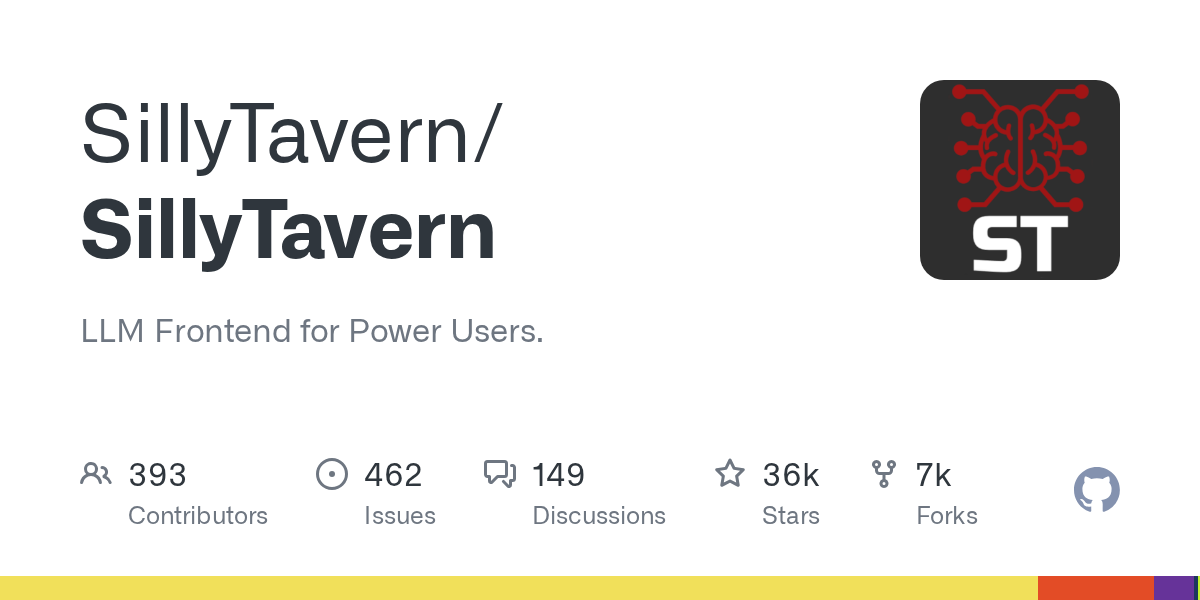 SillyTavern/
SillyTavern
ST
LLM Frontend for Power Users.
393
Contributors
462
Issues
149
Discussions
36k
Stars
7k
Forks